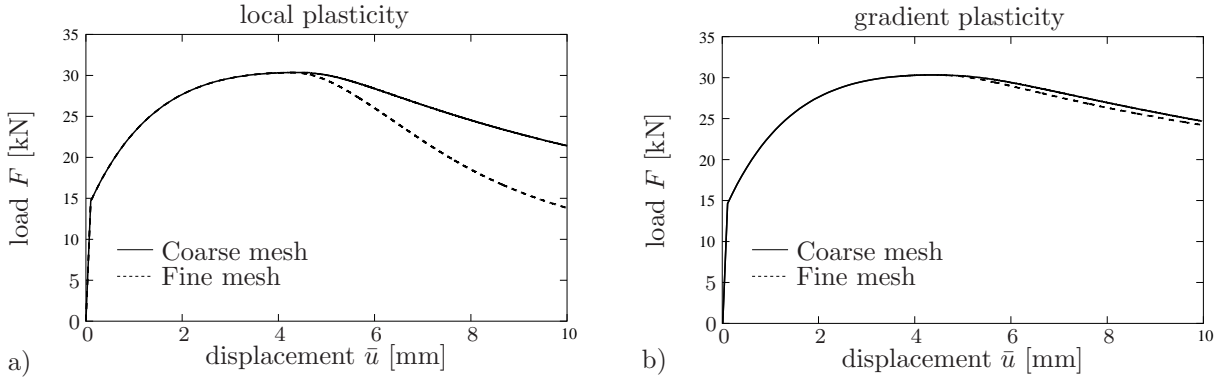 local plasticity
35
30
25
20
15
10
5
0
load F [kN]
Coarse mesh
Fine mesh
0 2 4 6 8 10
displacement ū [mm]
a)
gradient plasticity
35
30
25
20
15
10
5
0
load F [kN]
Coarse mesh
Fine mesh
0 2 4 6 8 10
displacement ū [mm]
b)